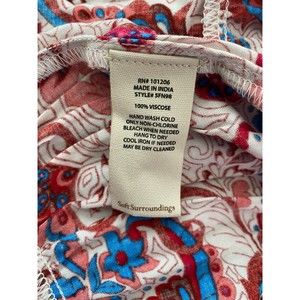 RN# 101206
MADE IN INDIA
STYLE# 5FN98
100% VISCOSE
HAND WASH COLD
ONLY NON-CHLORINE
BLEACH WHEN NEEDED
HANG TO DRY
COOL IRON IF NEEDED
MAY BE DRY CLEANED
Soft Surroundings